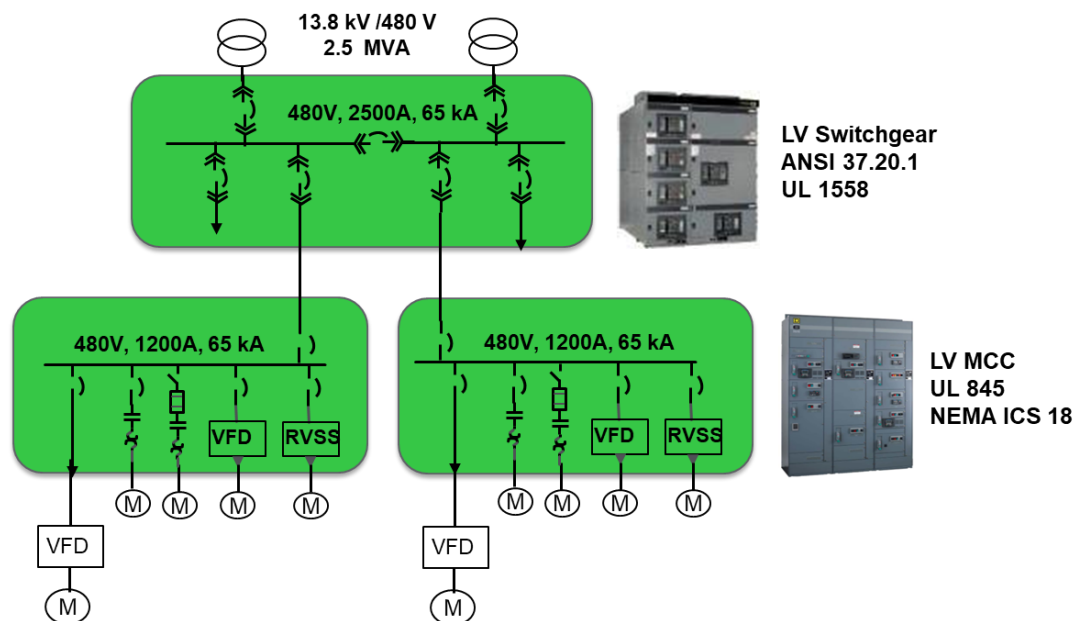 13.8 kV /480 V
2.5 MVA
480V, 2500A, 65 kA
LV Switchgear
ANSI 37.20.1
UL 1558
480V, 1200A, 65 kA
VFD
RVSS
M
M
M
M
VFD
M
480V, 1200A, 65 kA
VFD
RVSS
M
M
M
M
VFD
M
LV MCC
UL 845
NEMA ICS 18